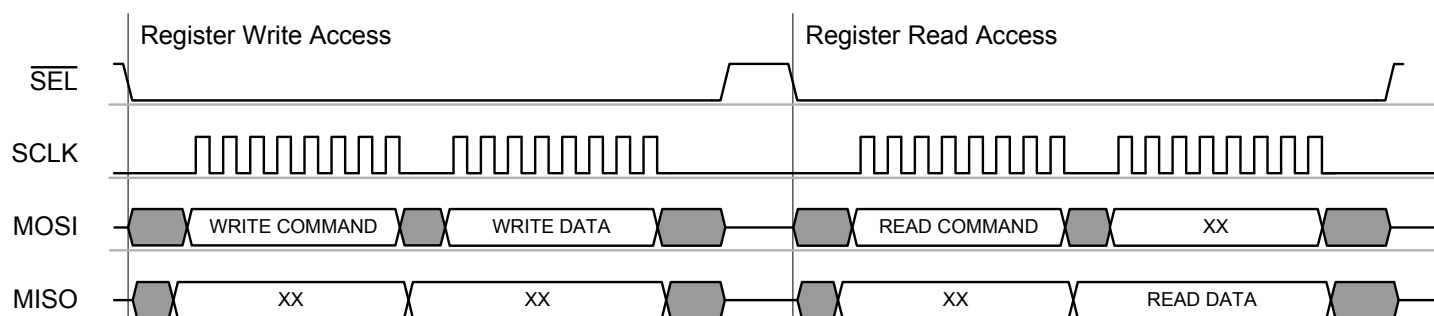 Register Write Access Register Read Access
SEL
SCLK
MOSI WRITE COMMAND WRITE DATA READ COMMAND XX
MISO XX XX XX READ DATA